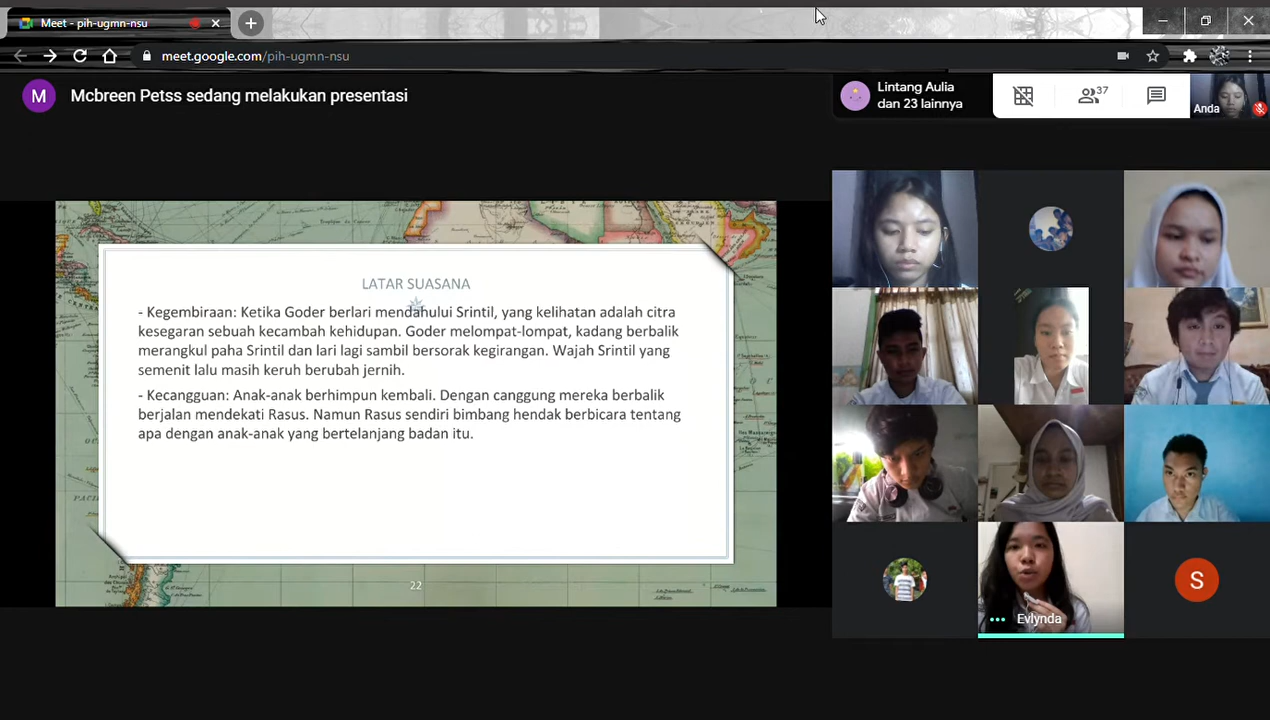 Meet - pih-ugmn-nsu
meet.google.com/pih-ugmn-nsu
M
Mcbreen Petss sedang melakukan presentasi
Lintang Aulia
dan 23 lainnya
37
Anda
LATAR SUASANA
- Kegembiraan: Ketika Goder berlari mendahului Srintil, yang kelihatan adalah citra
kesegaran sebuah kecambah kehidupan. Goder melompat-lompat, kadang berbalik
merangkul paha Srintil dan lari lagi sambil bersorak kegirangan. Wajah Srintil yang
semenit lalu masih keruh berubah jernih.
- Kecangguan: Anak-anak berhimpun kembali. Dengan canggung mereka berbalik
berjalan mendekati Rasus. Namun Rasus sendiri bimbang hendak berbicara tentang
apa dengan anak-anak yang bertelanjang badan itu.
22
Evlynda
S